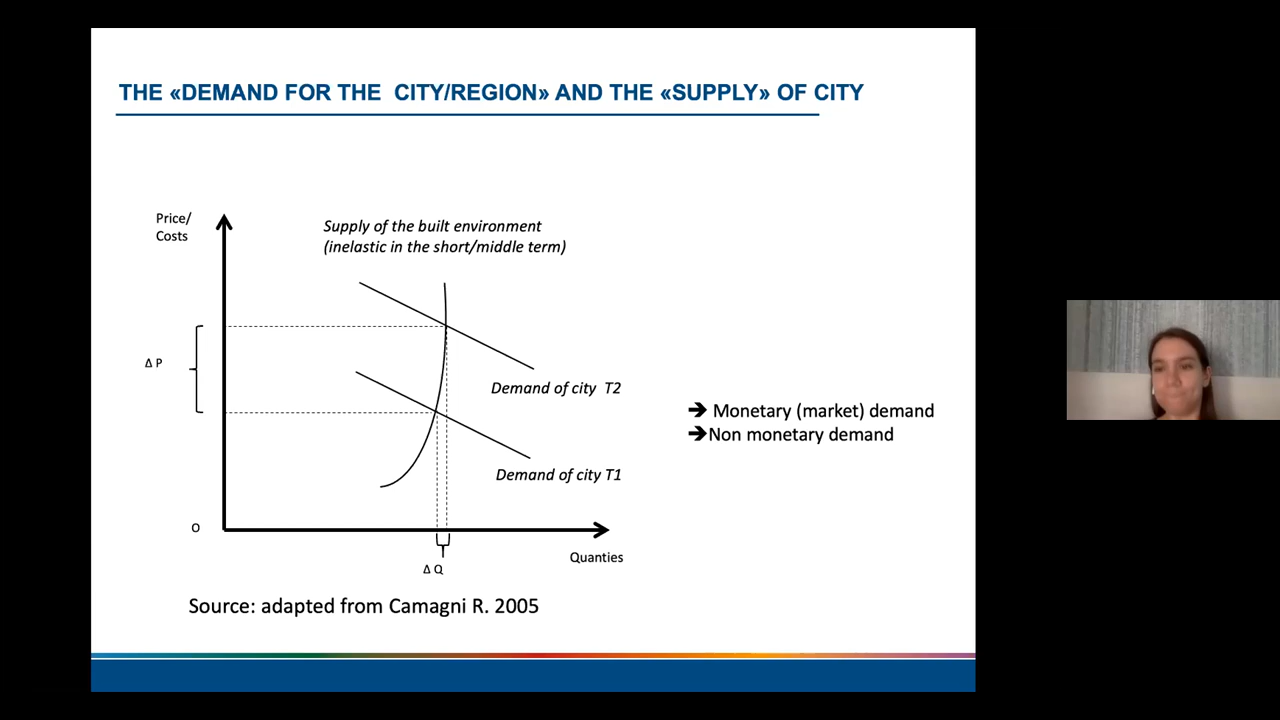 THE «DEMAND FOR THE CITY/REGION» AND THE «SUPPLY» OF CITY
Price/
Costs
Supply of the built environment
(inelastic in the short/middle term)
Δ P
Demand of city T2
➔ Monetary (market) demand
➔Non monetary demand
Demand of city T1
O
Quanties
Δ Q
Source: adapted from Camagni R. 2005